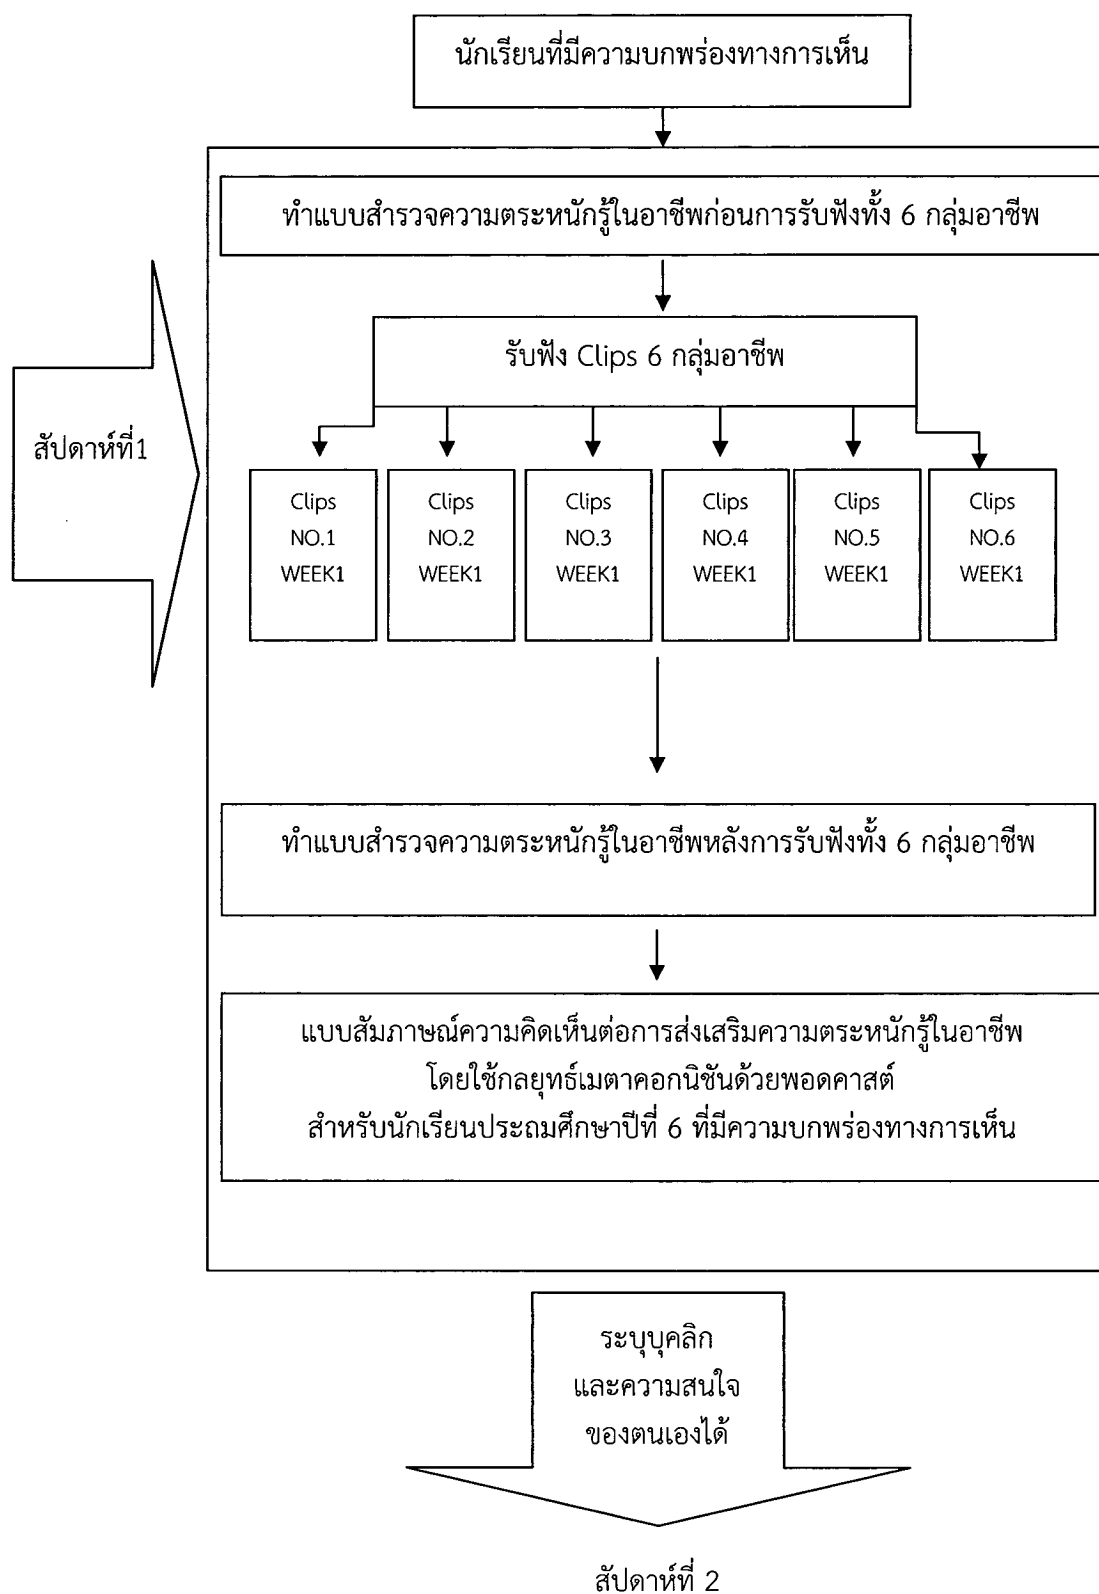 นักเรียนที่มีความบกพร่องทางการเห็น
ทำแบบสำรวจความตระหนักรู้ในอาชีพก่อนการรับฟังทั้ง 6 กลุ่มอาชีพ
รับฟัง Clips 6 กลุ่มอาชีพ
สัปดาห์ที่1
Clips
NO.1
WEEK1
Clips
NO.2
WEEK1
Clips
NO.3
WEEK1
Clips
NO.4
WEEK1
Clips
NO.5
WEEK1
Clips
NO.6
WEEK1
ทำแบบสำรวจความตระหนักรู้ในอาชีพหลังการรับฟังทั้ง 6 กลุ่มอาชีพ
แบบสัมภาษณ์ความคิดเห็นต่อการส่งเสริมความตระหนักรู้ในอาชีพ
โดยใช้กลยุทธ์เมตาคอกนิชันด้วยพอดคาสต์
สำหรับนักเรียนประถมศึกษาปีที่ 6 ที่มีความบกพร่องทางการเห็น
ระบุบุคลิก
และความสนใจ
ของตนเองได้
สัปดาห์ที่ 2